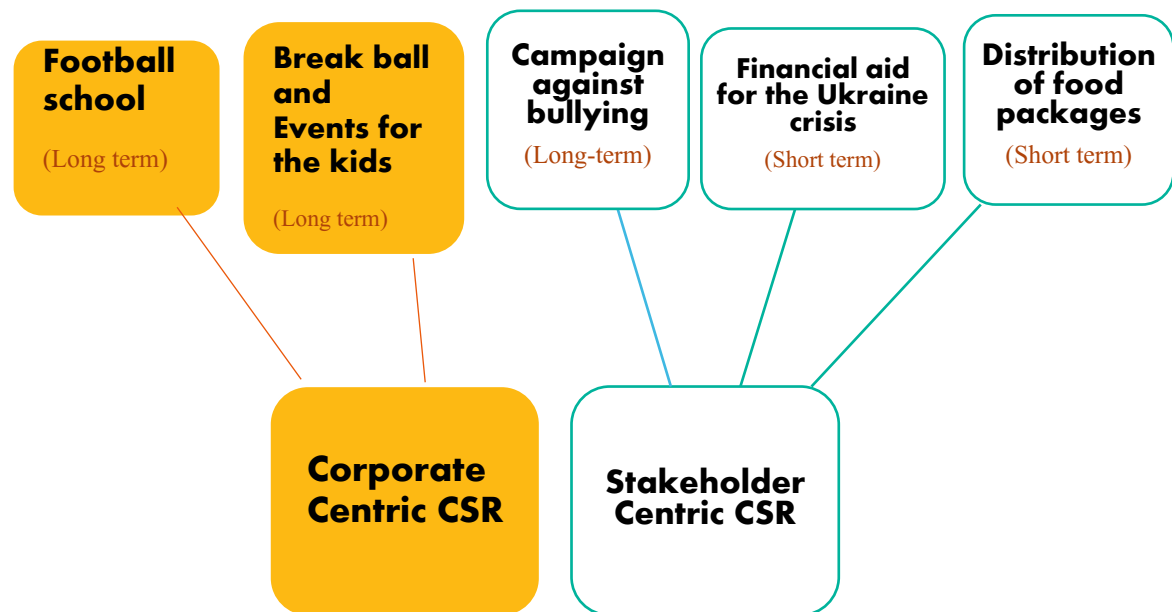 Football
school
(Long term)
Break ball
and
Events for
the kids
(Long term)
Campaign
against
bullying
(Long-term)
Financial aid
for the Ukraine
crisis
(Short term)
Distribution
of food
packages
(Short term)
Corporate
Centric CSR
Stakeholder
Centric CSR